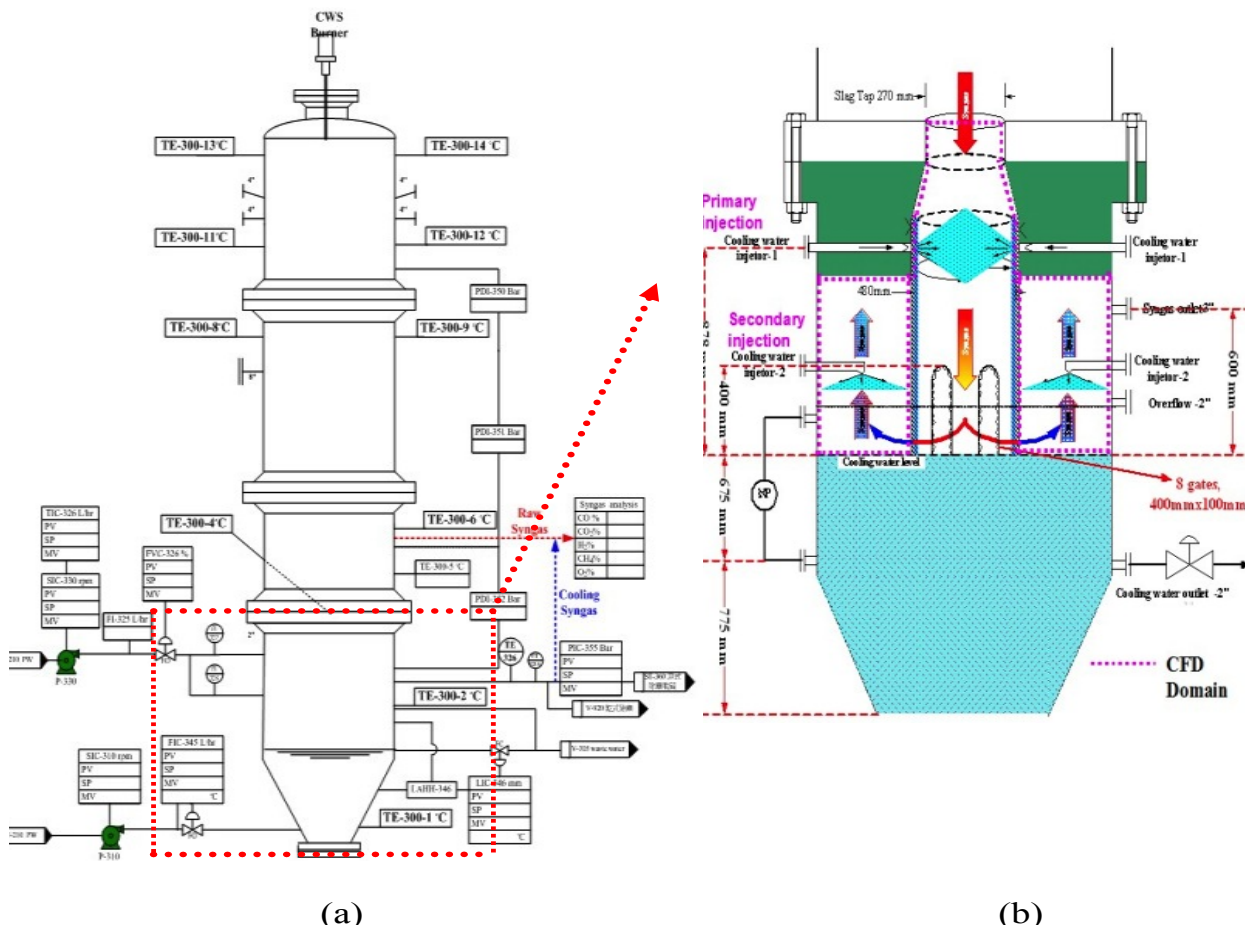 CWS
Burner
TE-300-13℃
TE-300-14 ℃
4"
4"
4"
4"
TE-300-11℃
TE-300-12 ℃
PDI-350 Bar
TE-300-8℃
TE-300-9 ℃
PDI-351 Bar
TE-300-4℃
TE-300-6 ℃
Raw
Syngas
Syngas analysis
CO %
CO₂%
H₂%
CH₄%
O₂%
TE-300-5 ℃
Cooling
Syngas
TIC-326 L/hr
PV
SP
MV
FVC-326 %
PV
SP
MV
SIC-330 rpm
PV
SP
MV
FI-325 L/hr
2"
P-330
TE
326
PIC-355 Bar
PV
SP
MV
TE-300-2 ℃
SIC-310 rpm
PV
SP
MV
FIC-345 L/hr
PV
SP
MV
℃
LAHH-346
PV
SP
MV
℃
TE-300-1 ℃
P-310
(a)
Slag Tap 270 mm
Syngas
Primary
injection
Cooling water
injetor-1
Cooling water
injetor-1
480mm
Secondary
injection
Cooling water
injetor-2
Cooling water
injetor-2
Overflow -2"
600 mm
400 mm
675 mm
775 mm
Cooling water level
8 gates,
400mmx100mm
Cooling water outlet -2"
CFD
Domain
(b)